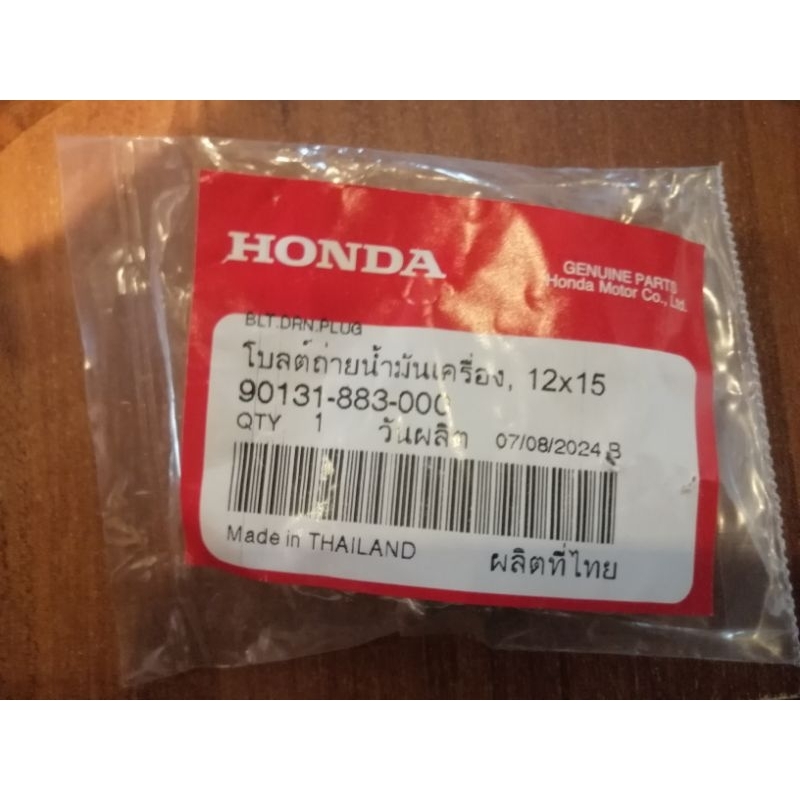 HONDA
GENUINE PARTS
Honda Motor Co., Ltd.
BLT.DRN.PLUG
โบลต์ถ่ายน้ำมันเครื่อง, 12x15
90131-883-000
QTY 1 วันผลิต 07/08/2024 B
Made in THAILAND ผลิตที่ไทย